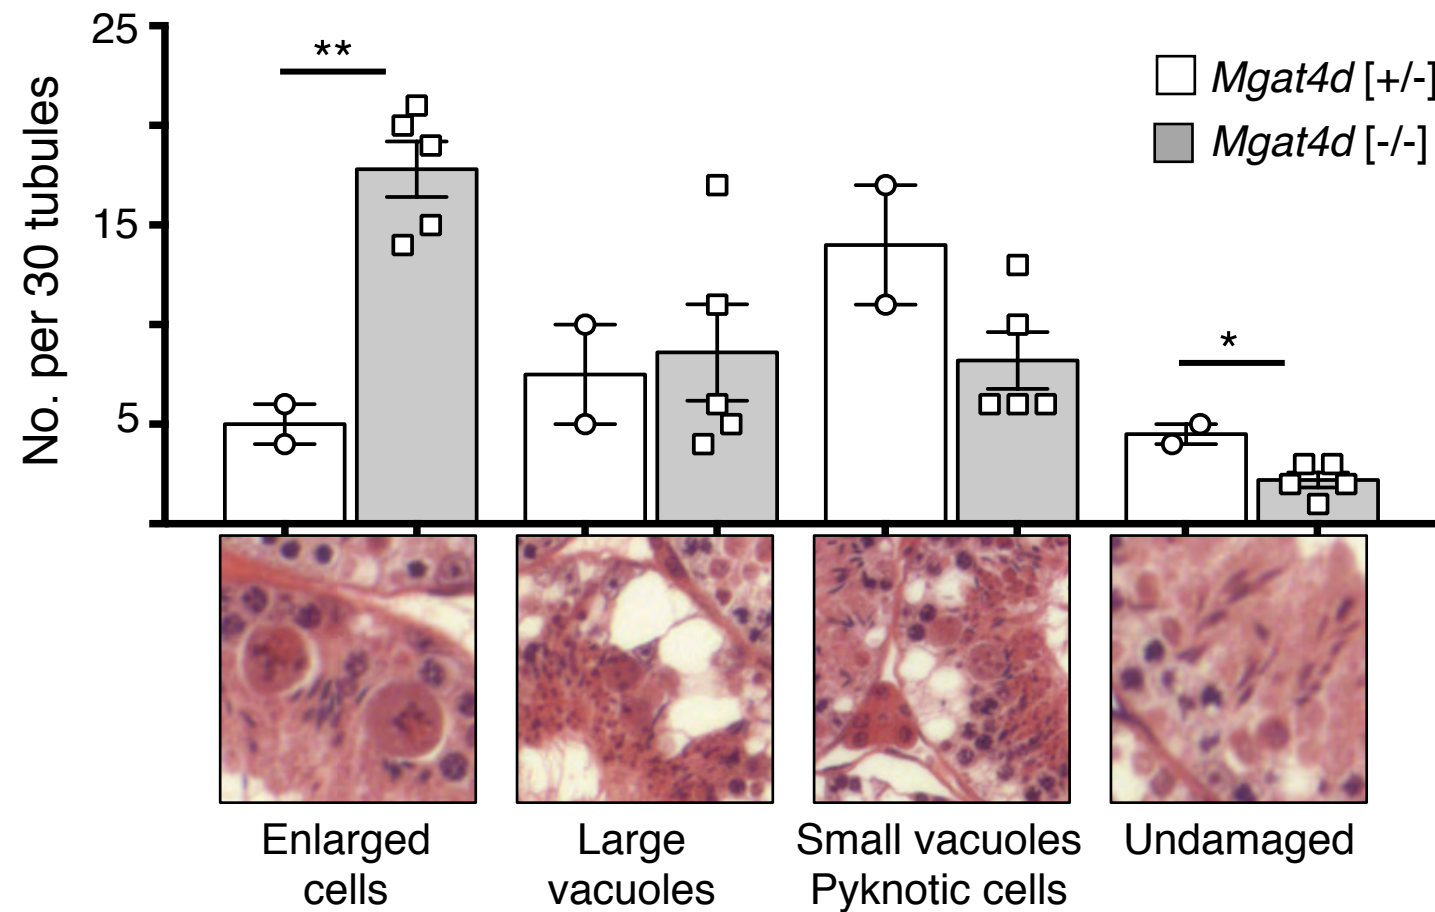 25
**
Mgat4d [+/-]
Mgat4d [-/-]
No. per 30 tubules
15
*
5
Enlarged
cells
Large
vacuoles
Small vacuoles
Pyknotic cells
Undamaged